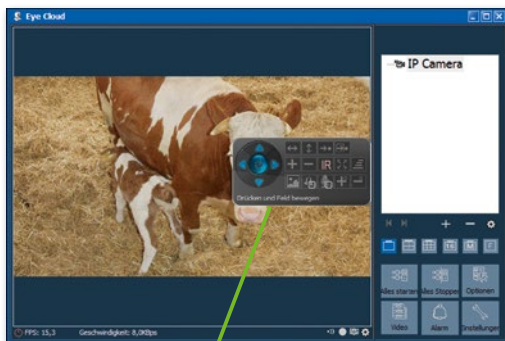 Eye Cloud
IP Camera
IR
Drücken und Feld bewegen
Alles starten
Alles Stoppen
Optionen
Video
Alarm
Einstellungen
FPS: 15,3
Geschwindigkeit: 8,0KBps